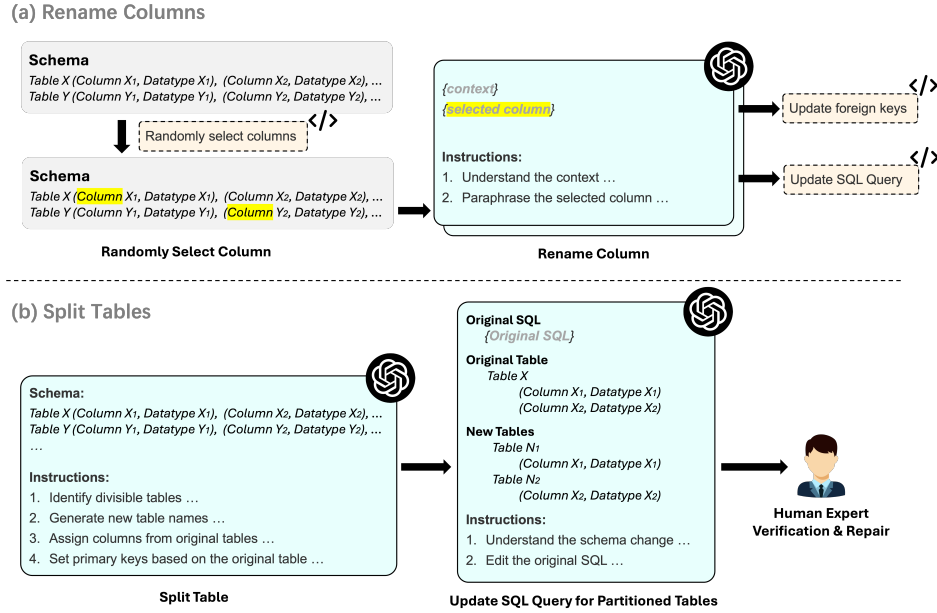 (a) Rename Columns
Schema
Table X (Column X1, Datatype X1), (Column X2, Datatype X2), ...
Table Y (Column Y1, Datatype Y1), (Column Y2, Datatype Y2), ...
Randomly select columns
</>
Schema
Table X (Column X1, Datatype X1), (Column X2, Datatype X2), ...
Table Y (Column Y1, Datatype Y1), (Column Y2, Datatype Y2), ...
Randomly Select Column
{context}
{selected column}
Instructions:
1. Understand the context ...
2. Paraphrase the selected column ...
Rename Column
</>
Update foreign keys
</>
Update SQL Query
(b) Split Tables
Schema:
Table X (Column X1, Datatype X1), (Column X2, Datatype X2), ...
Table Y (Column Y1, Datatype Y1), (Column Y2, Datatype Y2), ...
...
Instructions:
1. Identify divisible tables ...
2. Generate new table names ...
3. Assign columns from original tables ...
4. Set primary keys based on the original table ...
Split Table
Original SQL
{Original SQL}
Original Table
Table X
(Column X1, Datatype X1)
(Column X2, Datatype X2)
New Tables
Table N1
(Column X1, Datatype X1)
Table N2
(Column X2, Datatype X2)
Instructions:
1. Understand the schema change ...
2. Edit the original SQL ...
Update SQL Query for Partitioned Tables
Human Expert
Verification & Repair